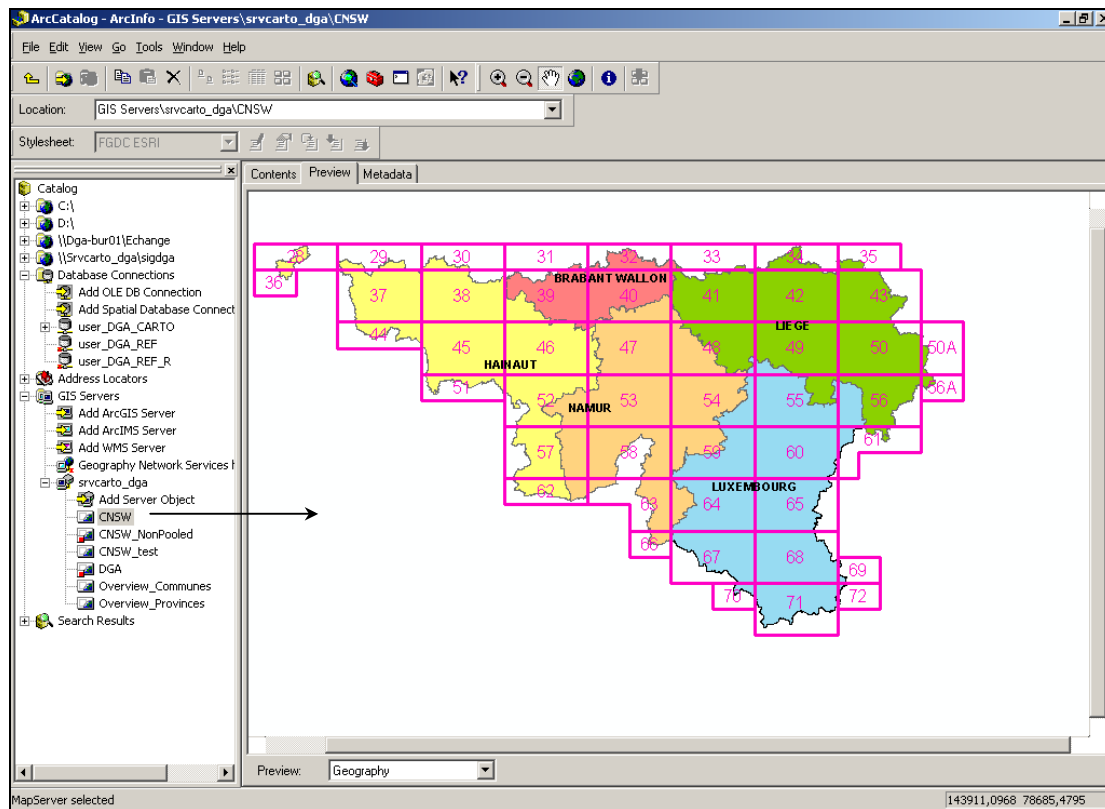 ArcCatalog - ArcInfo - GIS Servers\srvcarto_dga\CNSW
File Edit View Go Tools Window Help
Location: GIS Servers\srvcarto_dga\CNSW
Stylesheet: FGDC ESRI
Contents Preview Metadata
Catalog
C:\
D:\
\\Dga-bur01\Echange
\\Srvcarto_dga\sigdga
Database Connections
Add OLE DB Connection
Add Spatial Database Connect
user_DGA_CARTO
user_DGA_REF
user_DGA_REF_R
Address Locators
GIS Servers
Add ArcGIS Server
Add ArcIMS Server
Add WMS Server
Geography Network Services
srvcarto_dga
Add Server Object
CNSW
CNSW_NonPooled
CNSW_test
DGA
Overview_Communes
Overview_Provinces
Search Results
28 29 30 31 32 33 34 35
36 37 38 39 40 41 42 43
BRABANT WALLON
44 45 46 47 48 49 50 50A
LIEGE
HAINAUT
51 52 53 54 55 56 56A
NAMUR
57 58 59 60 61
LUXEMBOURG
62 63 64 65
66 67 68 69
70 71 72
Preview: Geography
MapServer selected
143911,0968 78685,4795